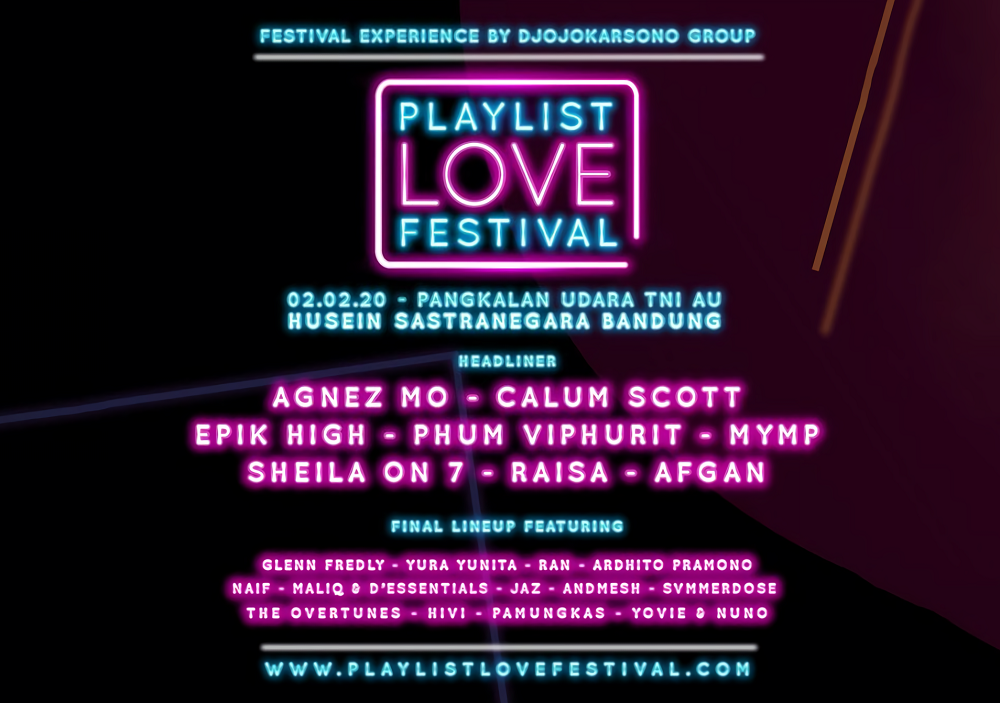 FESTIVAL EXPERIENCE BY DJOJOKARSONO GROUP
PLAYLIST
LOVE
FESTIVAL
02.02.20 - PANGKALAN UDARA TNI AU
HUSEIN SASTRANEGARA BANDUNG
HEADLINER
AGNEZ MO - CALUM SCOTT
EPIK HIGH - PHUM VIPHURIT - MYMP
SHEILA ON 7 - RAISA - AFGAN
FINAL LINEUP FEATURING
GLENN FREDLY - YURA YUNITA - RAN - ARDHITO PRAMONO
NAIF - MALIQ & D'ESSENTIALS - JAZ - ANDMESH - SVMMERDOSE
THE OVERTUNES - HIVI - PAMUNGKAS - YOVIE & NUNO
WWW.PLAYLISTLOVEFESTIVAL.COM